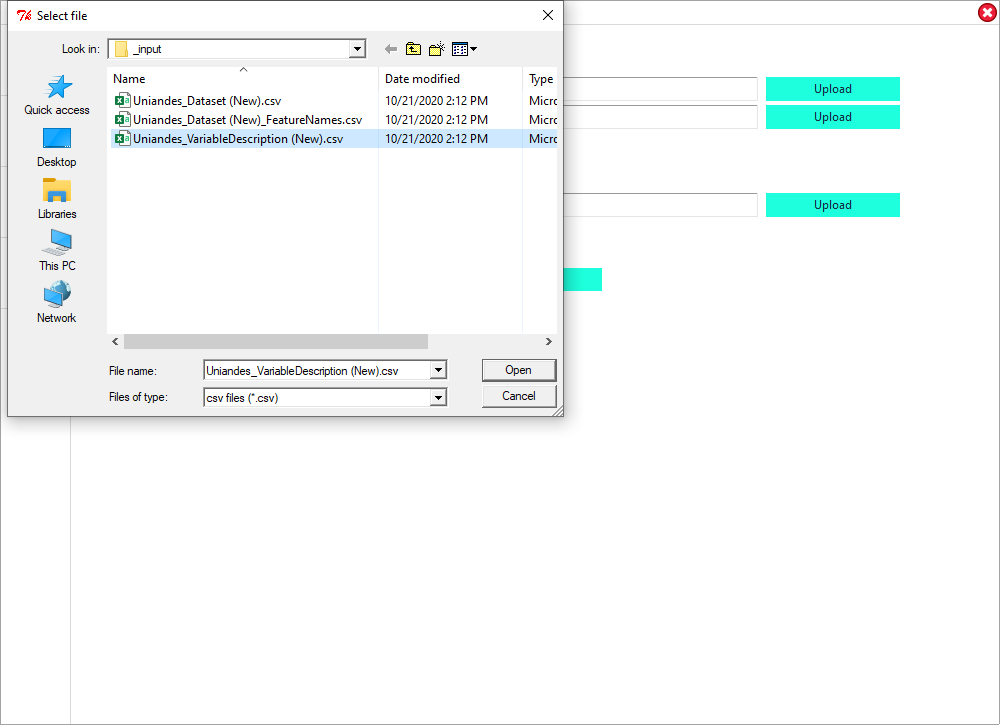 Select file
Look in: _input
Name Date modified Type
Uniandes_Dataset (New).csv 10/21/2020 2:12 PM Micro
Uniandes_Dataset (New)_FeatureNames.csv 10/21/2020 2:12 PM Micro
Uniandes_VariableDescription (New).csv 10/21/2020 2:12 PM Micro
Quick access
Desktop
Libraries
This PC
Network
File name: Uniandes_VariableDescription (New).csv Open
Files of type: csv files (*.csv) Cancel
Upload
Upload
Upload